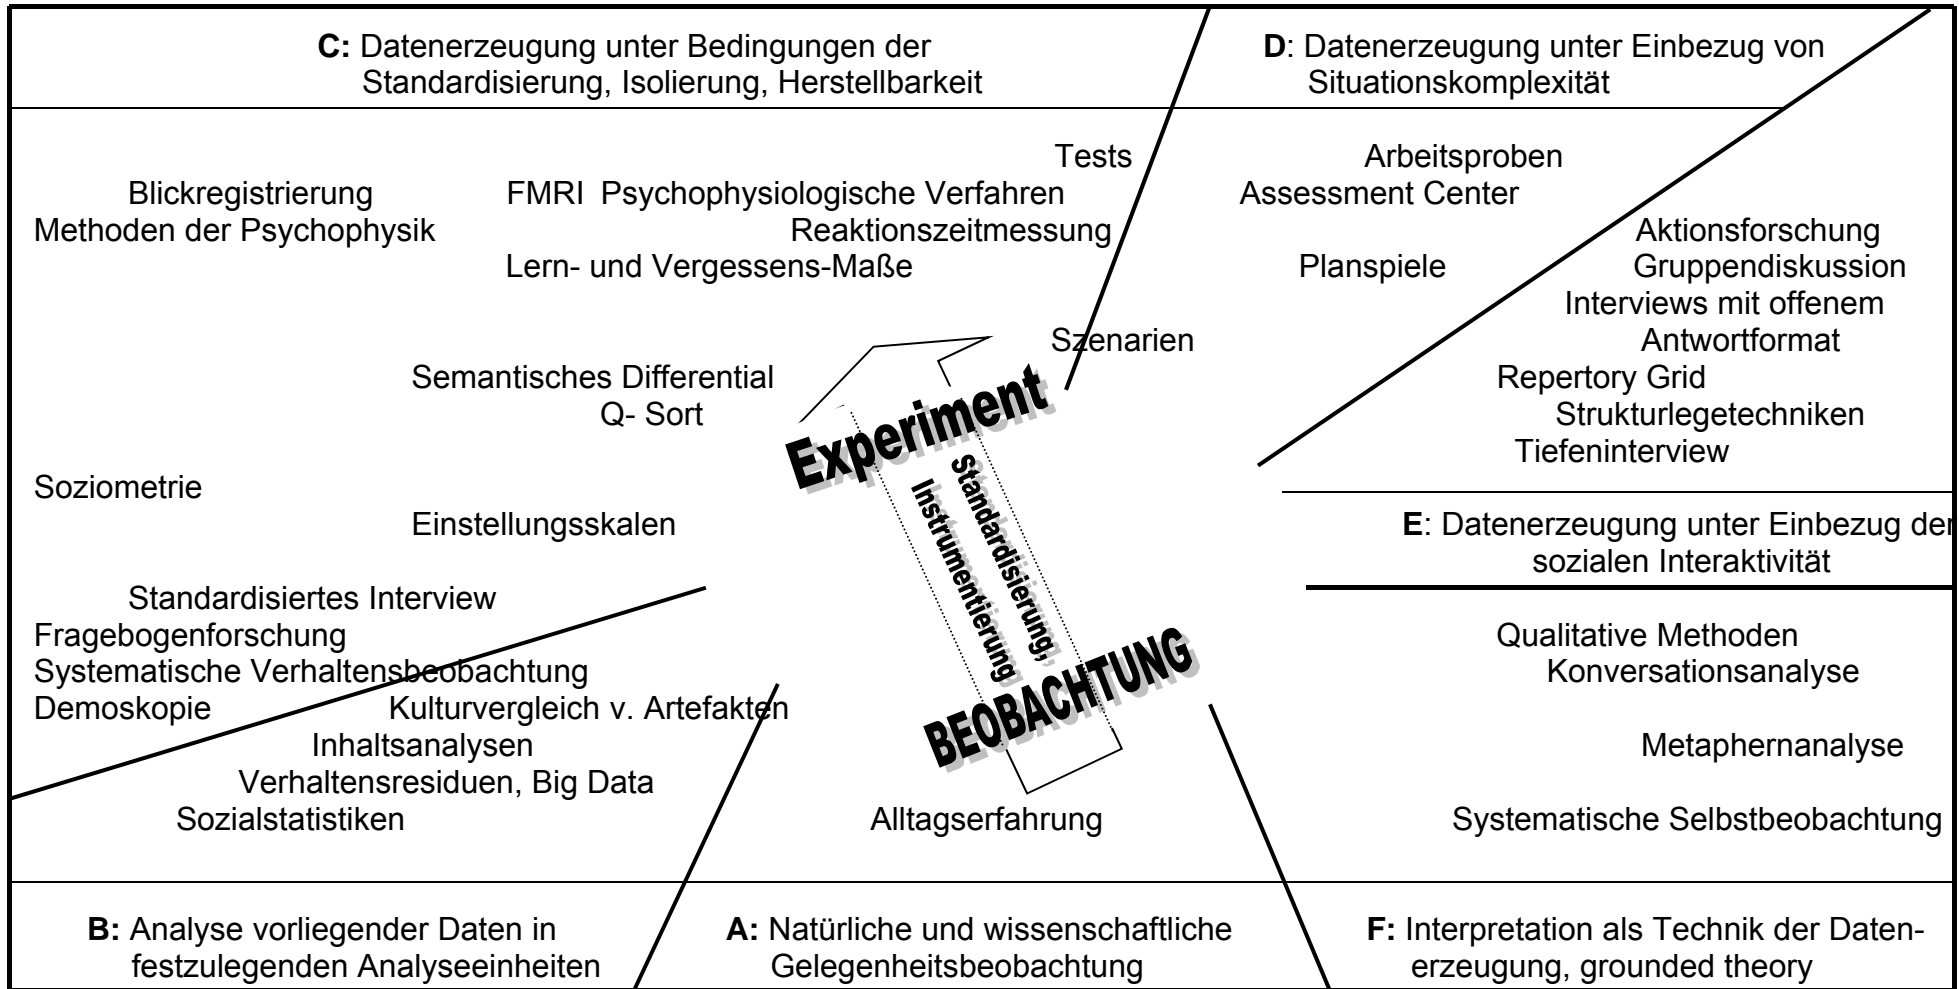 C: Datenerzeugung unter Bedingungen der
Standardisierung, Isolierung, Herstellbarkeit
D: Datenerzeugung unter Einbezug von
Situationskomplexität
Tests
Arbeitsproben
Blickregistrierung
FMRI Psychophysiologische Verfahren
Assessment Center
Methoden der Psychophysik
Reaktionszeitmessung
Aktionsforschung
Lern- und Vergessens-Maße
Planspiele
Gruppendiskussion
Interviews mit offenem
Antwortformat
Szenarien
Semantisches Differential
Repertory Grid
Q- Sort
Strukturlegetechniken
Experiment
Tiefeninterview
Standardisierung,
Instrumentierung
Soziometrie
Einstellungsskalen
E: Datenerzeugung unter Einbezug der
sozialen Interaktivität
Standardisiertes Interview
Fragebogenforschung
Qualitative Methoden
Systematische Verhaltensbeobachtung
Konversationsanalyse
BEOBACHTUNG
Demoskopie
Kulturvergleich v. Artefakten
Inhaltsanalysen
Metaphernanalyse
Verhaltensresiduen, Big Data
Sozialstatistiken
Alltagserfahrung
Systematische Selbstbeobachtung
B: Analyse vorliegender Daten in
festzulegenden Analyseeinheiten
A: Natürliche und wissenschaftliche
Gelegenheitsbeobachtung
F: Interpretation als Technik der Daten-
erzeugung, grounded theory